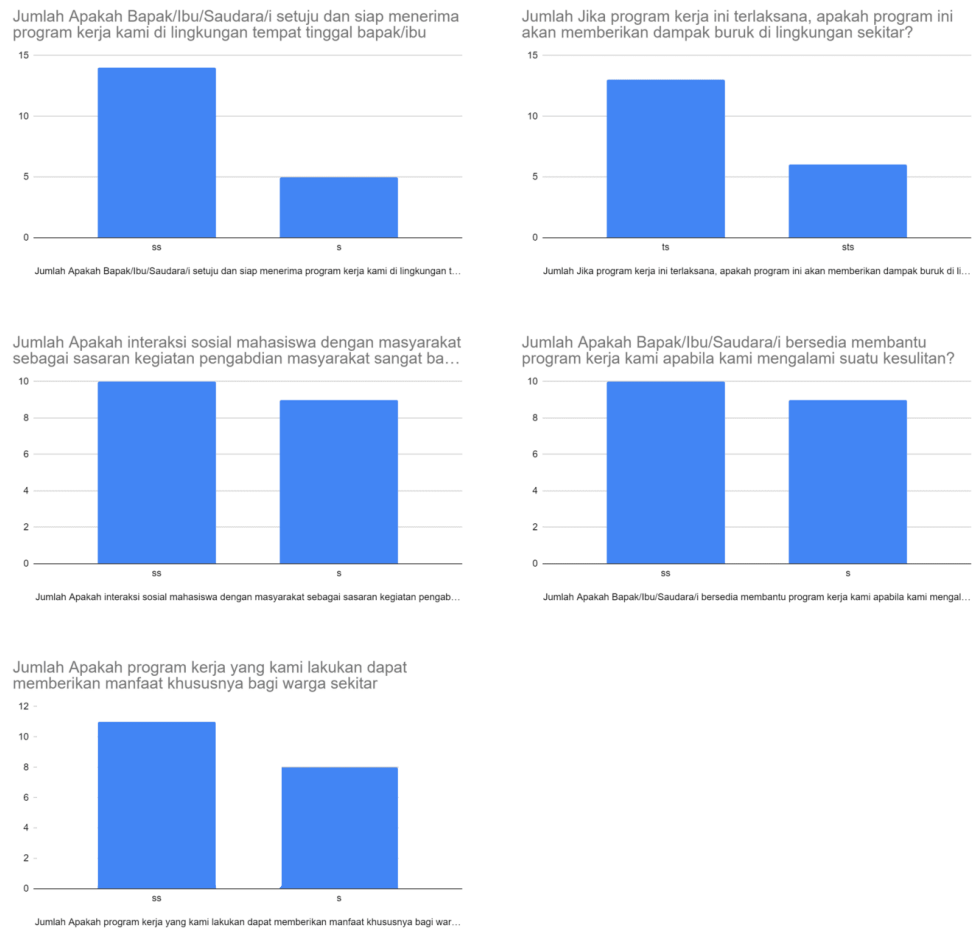 Jumlah Apakah Bapak/Ibu/Saudara/i setuju dan siap menerima
program kerja kami di lingkungan tempat tinggal bapak/ibu
15
10
5
0
ss
s
Jumlah Apakah Bapak/Ibu/Saudara/i setuju dan siap menerima program kerja kami di lingkungan t…
Jumlah Jika program kerja ini terlaksana, apakah program ini
akan memberikan dampak buruk di lingkungan sekitar?
15
10
5
0
ts
sts
Jumlah Jika program kerja ini terlaksana, apakah program ini akan memberikan dampak buruk di li…
Jumlah Apakah interaksi sosial mahasiswa dengan masyarakat
sebagai sasaran kegiatan pengabdian masyarakat sangat ba…
10
8
6
4
2
0
ss
s
Jumlah Apakah interaksi sosial mahasiswa dengan masyarakat sebagai sasaran kegiatan pengab…
Jumlah Apakah Bapak/Ibu/Saudara/i bersedia membantu
program kerja kami apabila kami mengalami suatu kesulitan?
10
8
6
4
2
0
ss
s
Jumlah Apakah Bapak/Ibu/Saudara/i bersedia membantu program kerja kami apabila kami mengal…
Jumlah Apakah program kerja yang kami lakukan dapat
memberikan manfaat khususnya bagi warga sekitar
12
10
8
6
4
2
0
ss
s
Jumlah Apakah program kerja yang kami lakukan dapat memberikan manfaat khususnya bagi war…